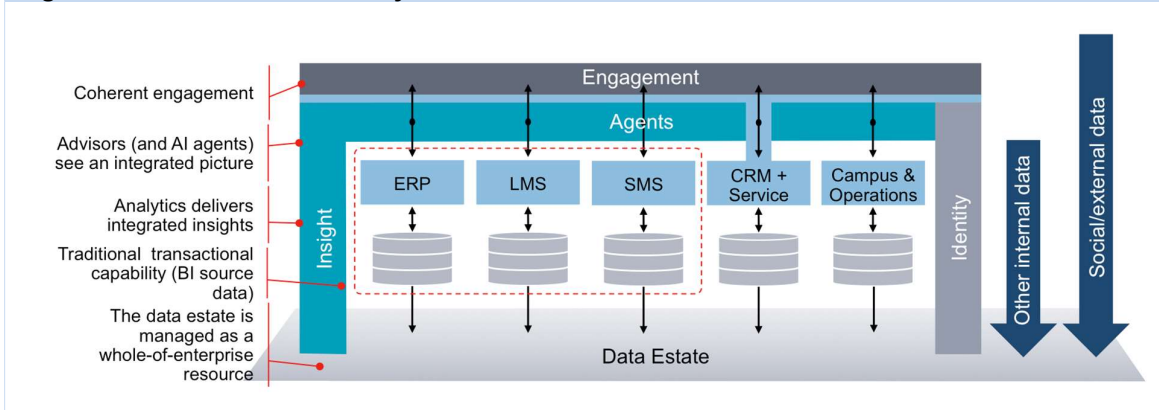 Coherent engagement
Advisors (and AI agents)
see an integrated picture
Analytics delivers
integrated insights
Traditional transactional
capability (BI source
data)
The data estate is
managed as a
whole-of-enterprise
resource
Engagement
Agents
ERP
LMS
SMS
CRM +
Service
Campus &
Operations
Insight
Identity
Data Estate
Other internal data
Social/external data